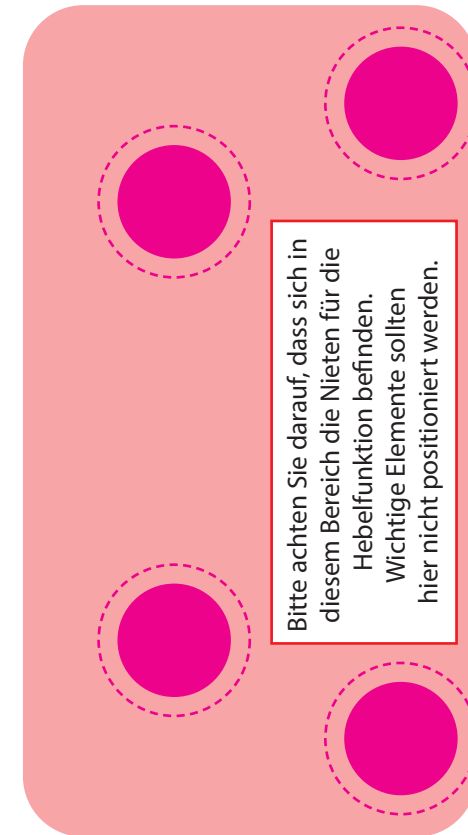 Bitte achten Sie darauf, dass sich in
diesem Bereich die Nieten für die
Hebelfunktion befinden.
Wichtige Elemente sollten
hier nicht positioniert werden.